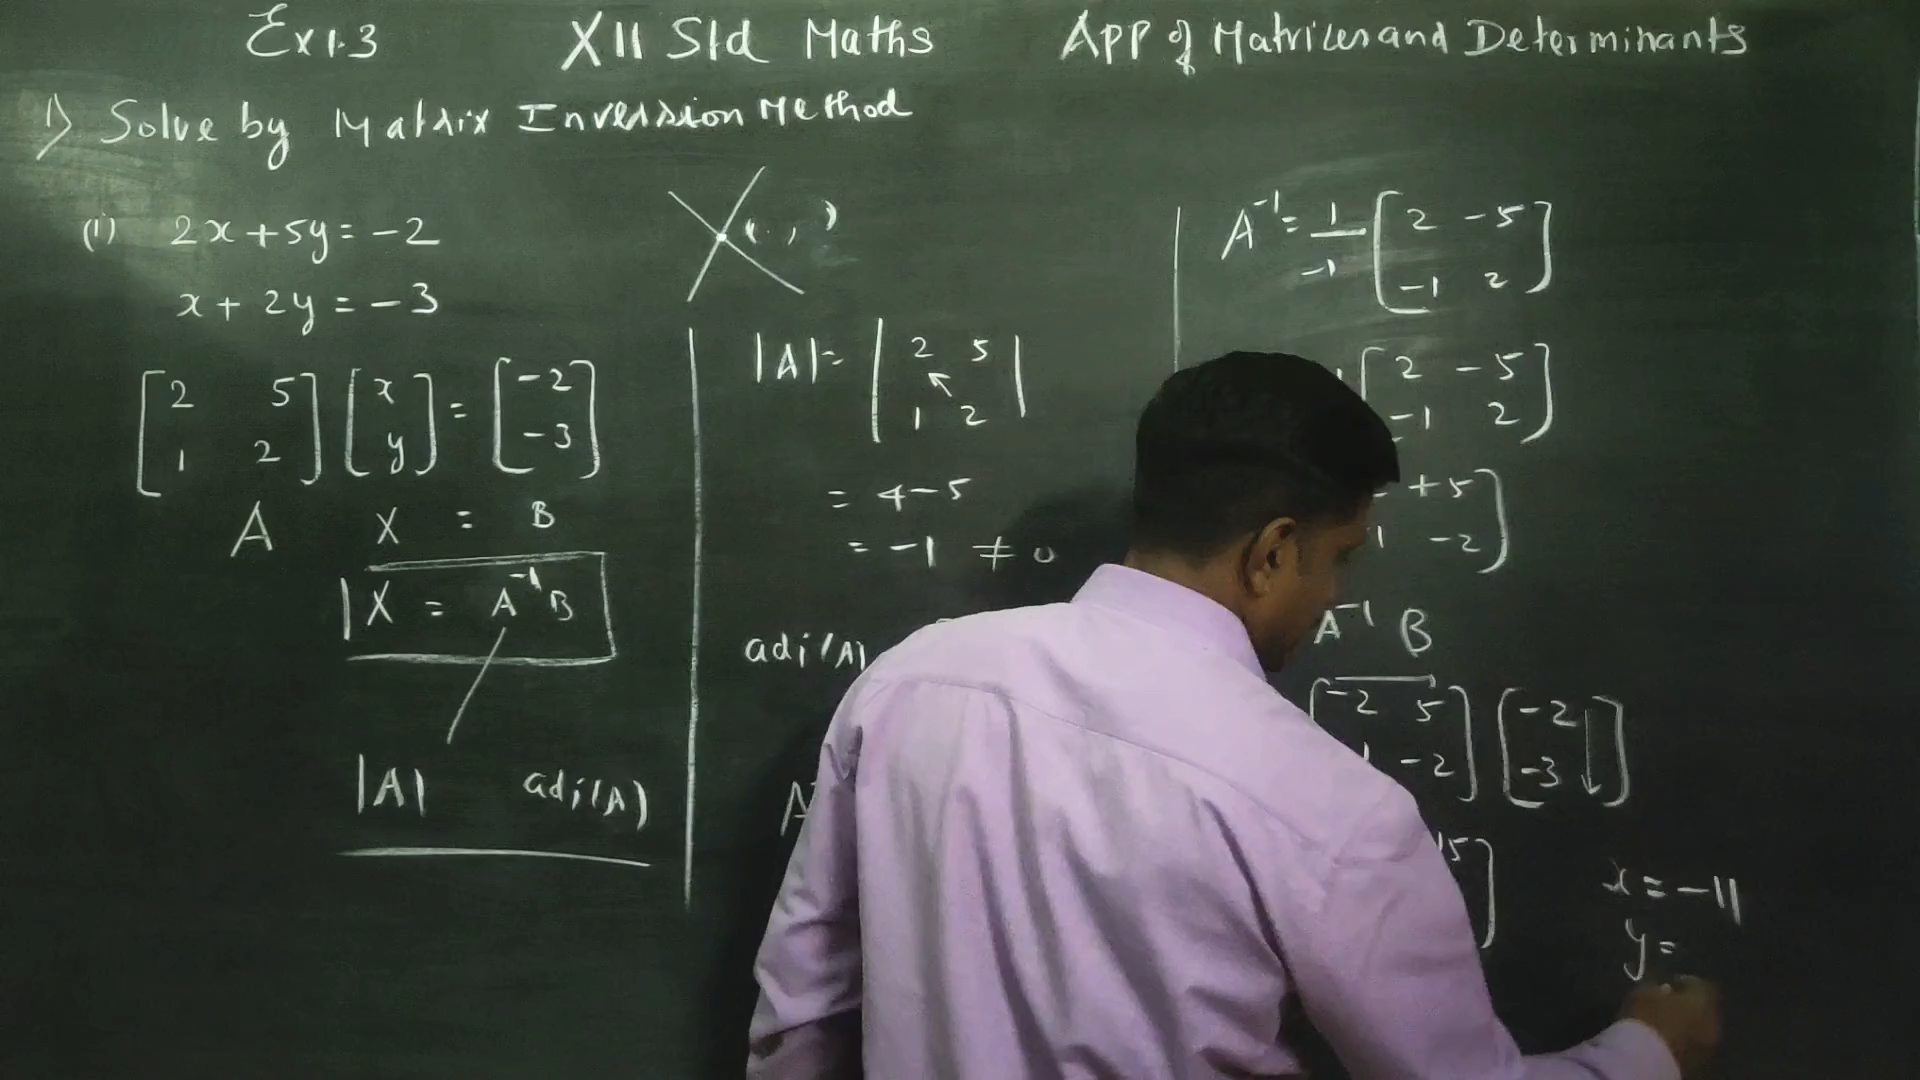 Ex 1.3 XII Std Maths App of Matrices and Determinants
1) Solve by Matrix Inversion Method
(i) 2x + 5y = -2
x + 2y = -3
[2 5] [x] = [-2]
[1 2] [y] [-3]
A X = B
X = A⁻¹ B
|A| adj(A)
( , )
|A| = | 2 5 |
| 1 2 |
= 4 - 5
= -1 ≠ 0
adj(A)
A
A⁻¹ = 1/-1 [2 -5]
[-1 2]
[2 -5]
-1 2]
+5]
1 -2]
A⁻¹ B
[-2 5] [-2]
-2] [-3]
15]
x = -11
y =